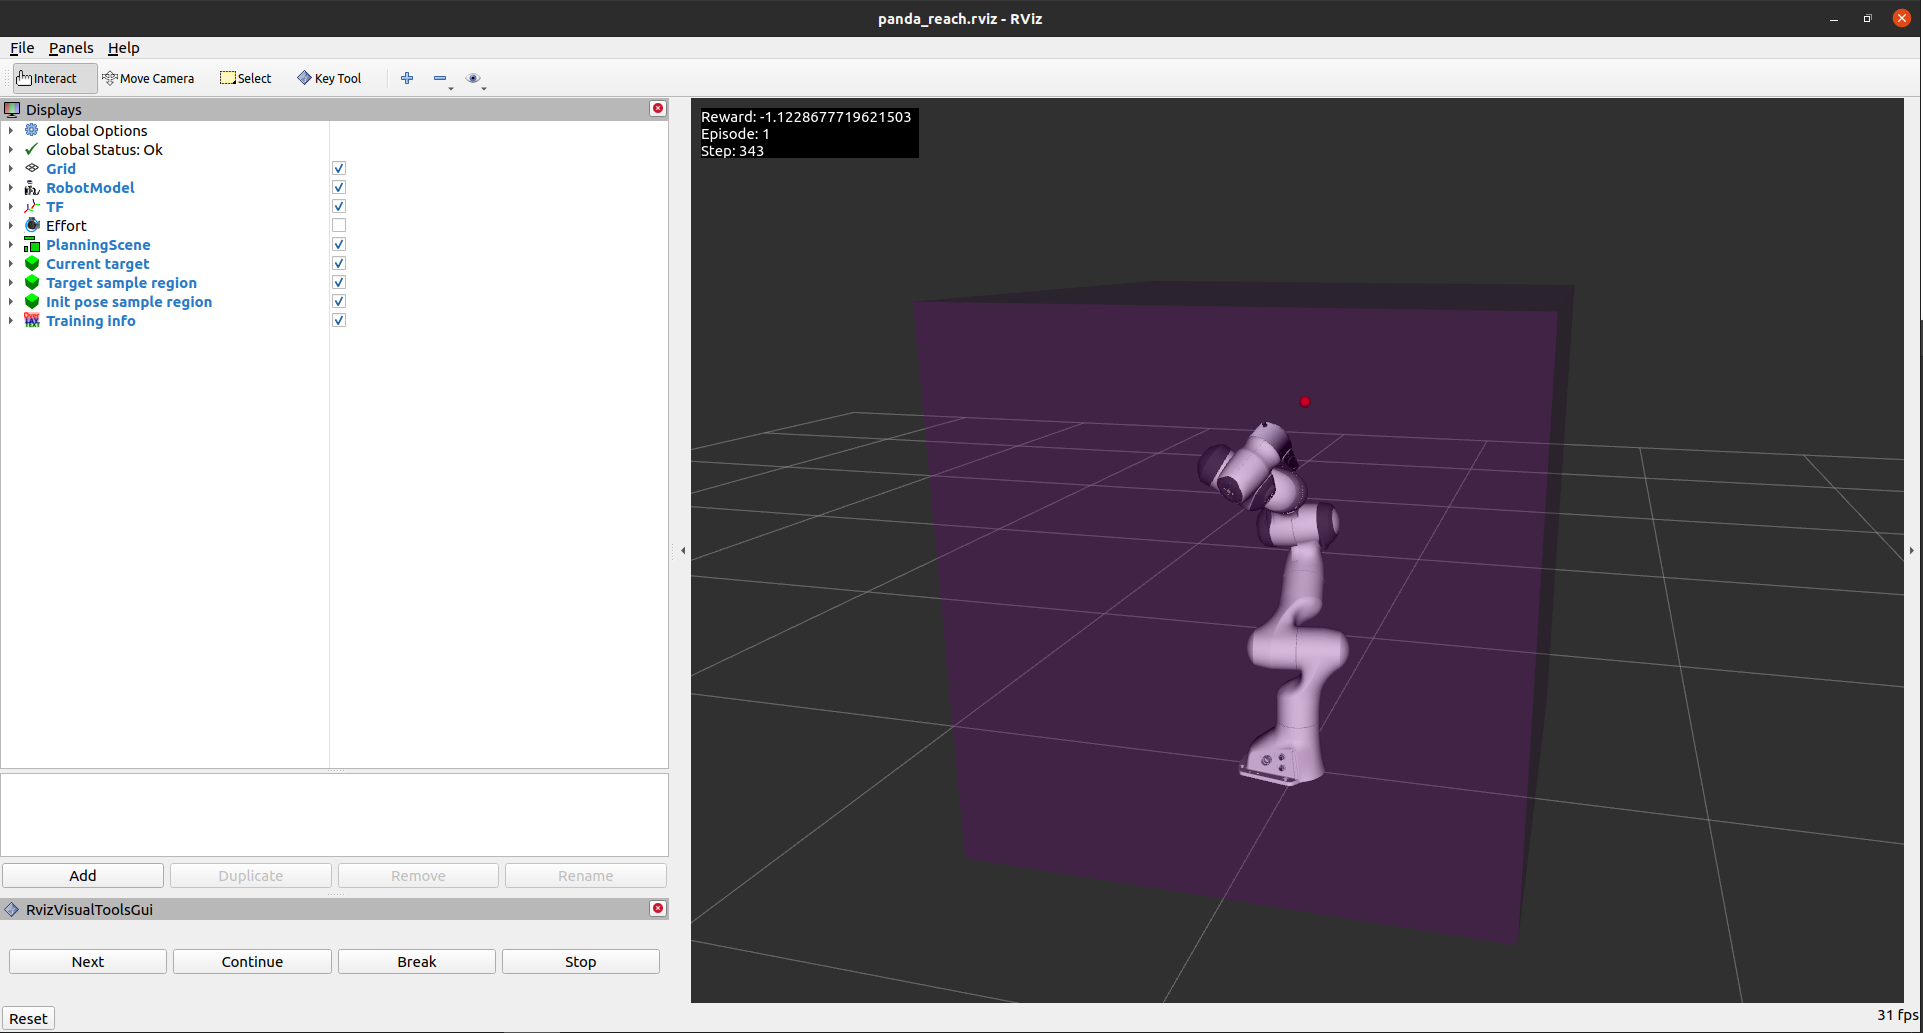 panda_reach.rviz - RViz
File Panels Help
Interact Move Camera Select Key Tool
Displays
Global Options
Global Status: Ok
Grid
RobotModel
TF
Effort
PlanningScene
Current target
Target sample region
Init pose sample region
Training info
Add Duplicate Remove Rename
RvizVisualToolsGui
Next Continue Break Stop
Reset
Reward: -1.1228677719621503
Episode: 1
Step: 343
31 fps